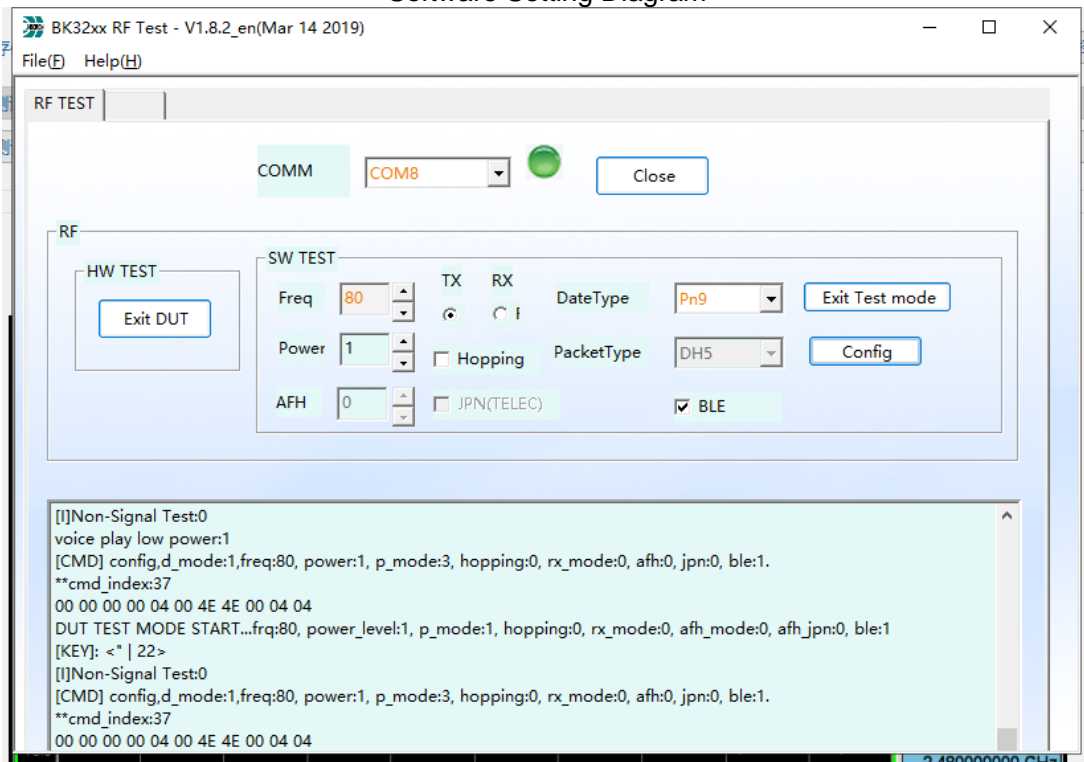 Software Setting Diagram
BK32xx RF Test - V1.8.2_en(Mar 14 2019)
File(F) Help(H)
RF TEST
COMM
COM8
Close
RF
HW TEST
Exit DUT
SW TEST
Freq
80
TX RX
DateType
Pn9
Exit Test mode
Power
1
Hopping
PacketType
DH5
Config
AFH
0
JPN(TELEC)
BLE
[I]Non-Signal Test:0
voice play low power:1
[CMD] config,d_mode:1,freq:80, power:1, p_mode:3, hopping:0, rx_mode:0, afh:0, jpn:0, ble:1.
**cmd_index:37
00 00 00 00 04 00 4E 4E 00 04 04
DUT TEST MODE START...frq:80, power_level:1, p_mode:1, hopping:0, rx_mode:0, afh_mode:0, afh_jpn:0, ble:1
[KEY]: <" | 22>
[I]Non-Signal Test:0
[CMD] config,d_mode:1,freq:80, power:1, p_mode:3, hopping:0, rx_mode:0, afh:0, jpn:0, ble:1.
**cmd_index:37
00 00 00 00 04 00 4E 4E 00 04 04
2.480000000 GHz